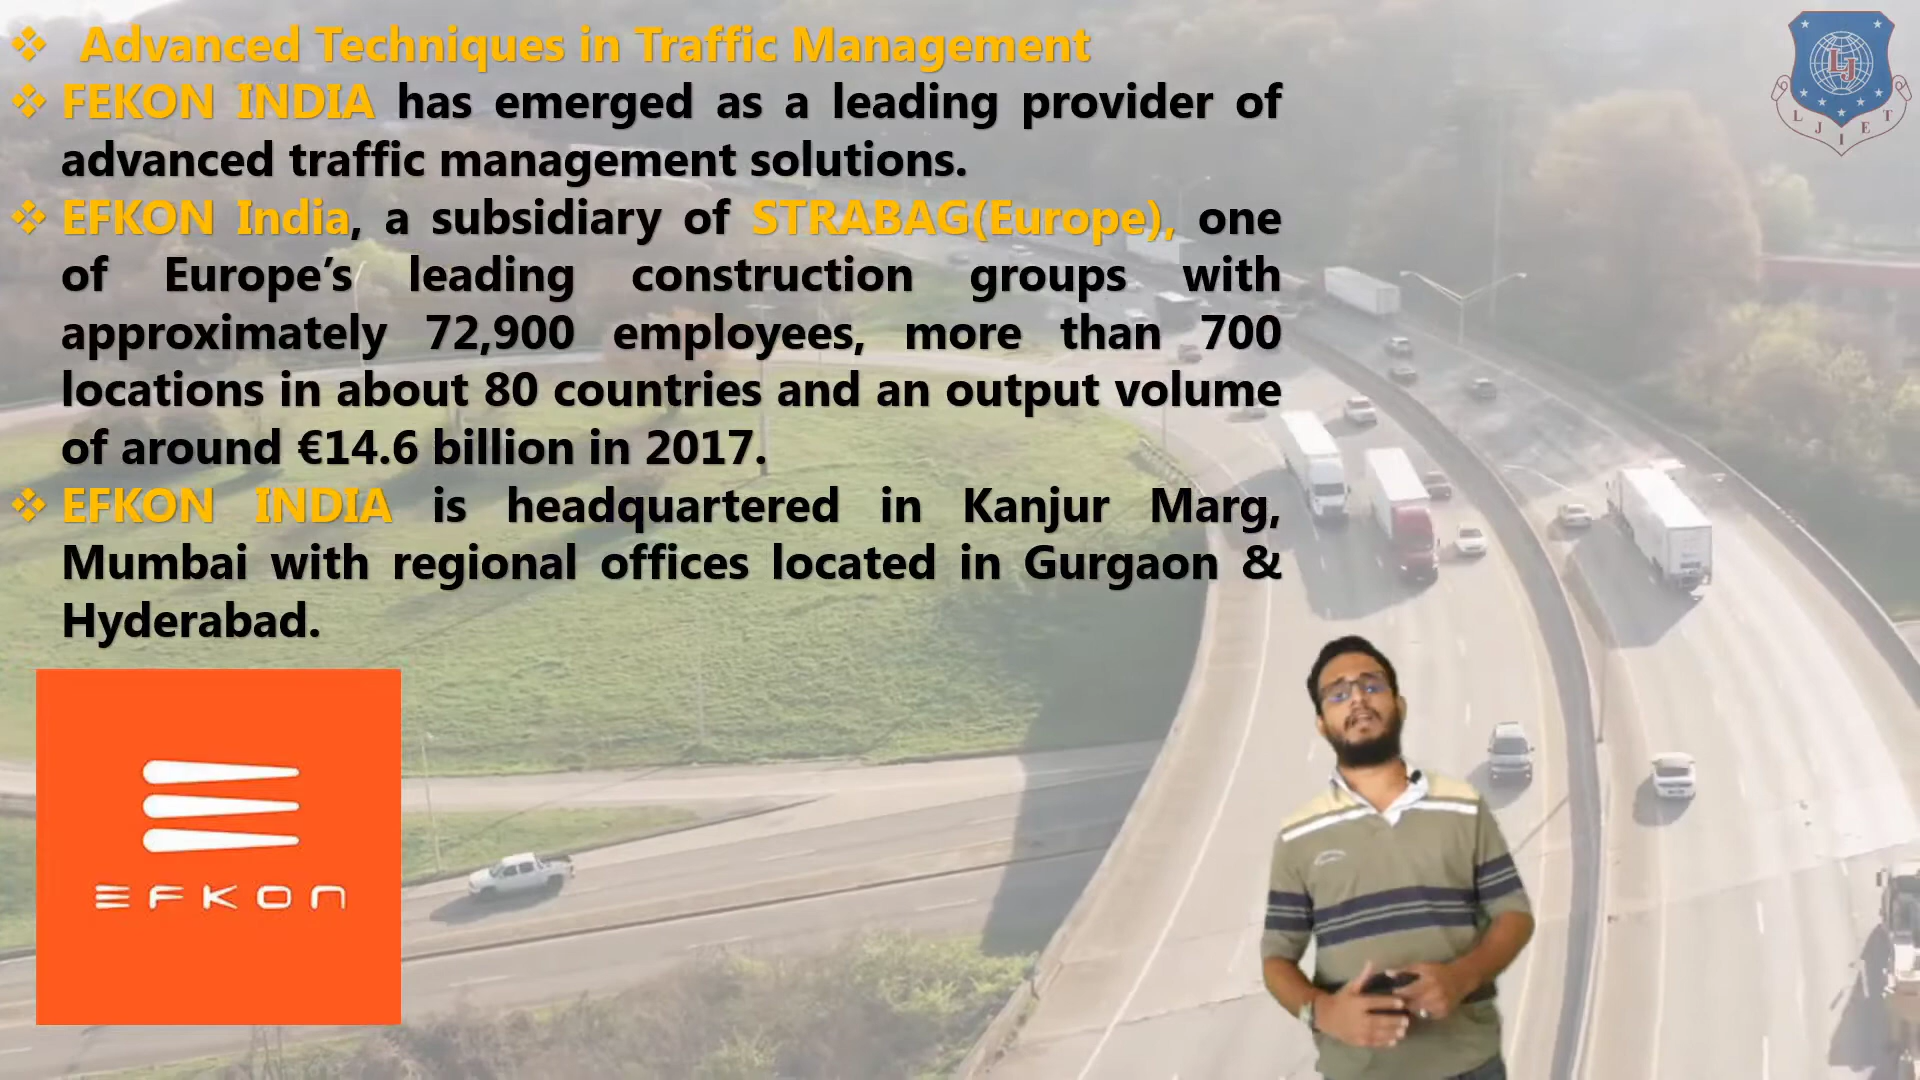 ❖ Advanced Techniques in Traffic Management
❖ FEKON INDIA has emerged as a leading provider of
advanced traffic management solutions.
❖ EFKON India, a subsidiary of STRABAG(Europe), one
of Europe’s leading construction groups with
approximately 72,900 employees, more than 700
locations in about 80 countries and an output volume
of around €14.6 billion in 2017.
❖ EFKON INDIA is headquartered in Kanjur Marg,
Mumbai with regional offices located in Gurgaon &
Hyderabad.
EFKON
LJ
LJIET